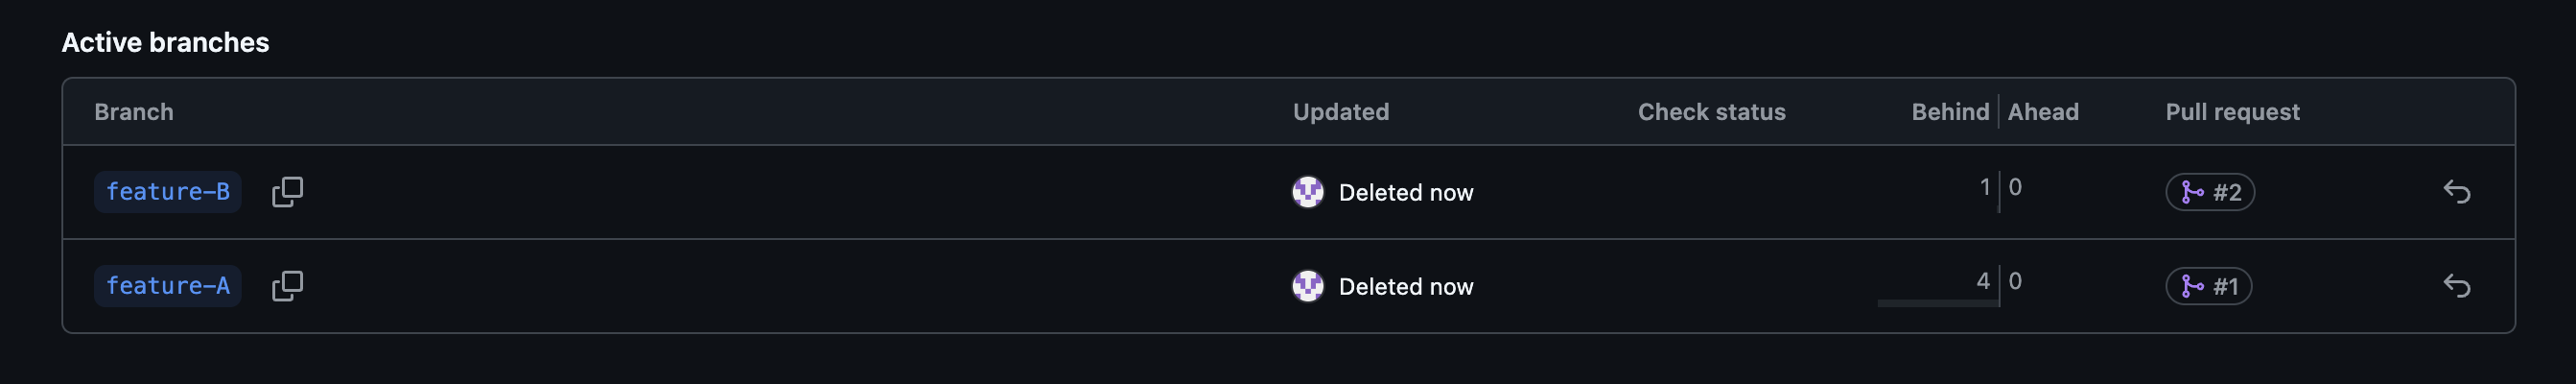 Active branches
Branch Updated Check status Behind Ahead Pull request
feature-B Deleted now 1 0 #2
feature-A Deleted now 4 0 #1